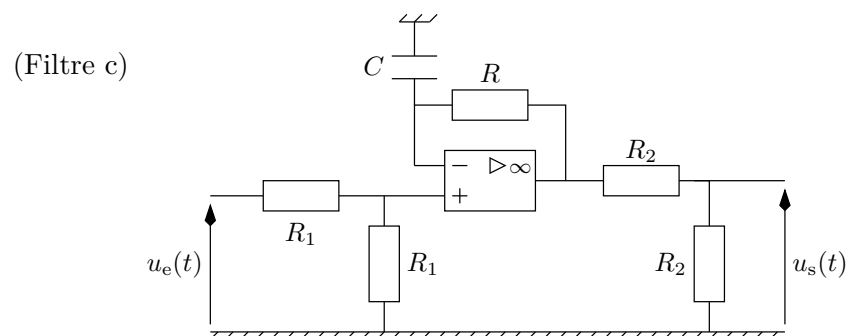 (Filtre c)
C
R
− ▷ ∞
+
R₂
R₁
R₁
R₂
uₑ(t)
uₛ(t)